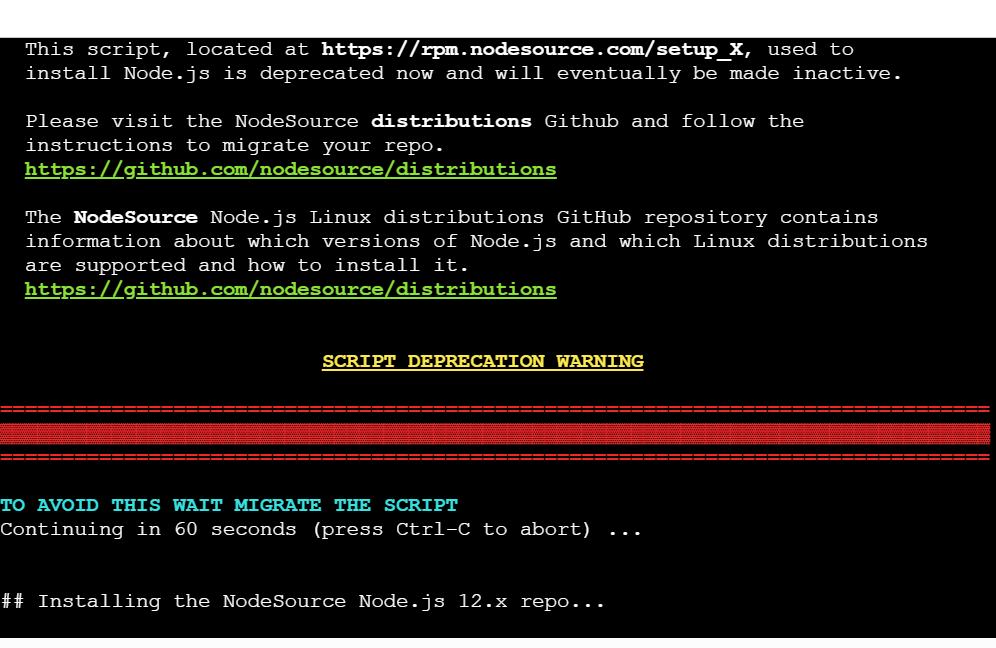 This script, located at https://rpm.nodesource.com/setup_X, used to
install Node.js is deprecated now and will eventually be made inactive.
Please visit the NodeSource distributions Github and follow the
instructions to migrate your repo.
https://github.com/nodesource/distributions
The NodeSource Node.js Linux distributions GitHub repository contains
information about which versions of Node.js and which Linux distributions
are supported and how to install it.
https://github.com/nodesource/distributions
SCRIPT DEPRECATION WARNING
================================================================================
▒▒▒▒▒▒▒▒▒▒▒▒▒▒▒▒▒▒▒▒▒▒▒▒▒▒▒▒▒▒▒▒▒▒▒▒▒▒▒▒▒▒▒▒▒▒▒▒▒▒▒▒▒▒▒▒▒▒▒▒▒▒▒▒▒▒▒▒▒▒▒▒▒▒▒▒▒▒▒▒
================================================================================
TO AVOID THIS WAIT MIGRATE THE SCRIPT
Continuing in 60 seconds (press Ctrl-C to abort) ...
## Installing the NodeSource Node.js 12.x repo...